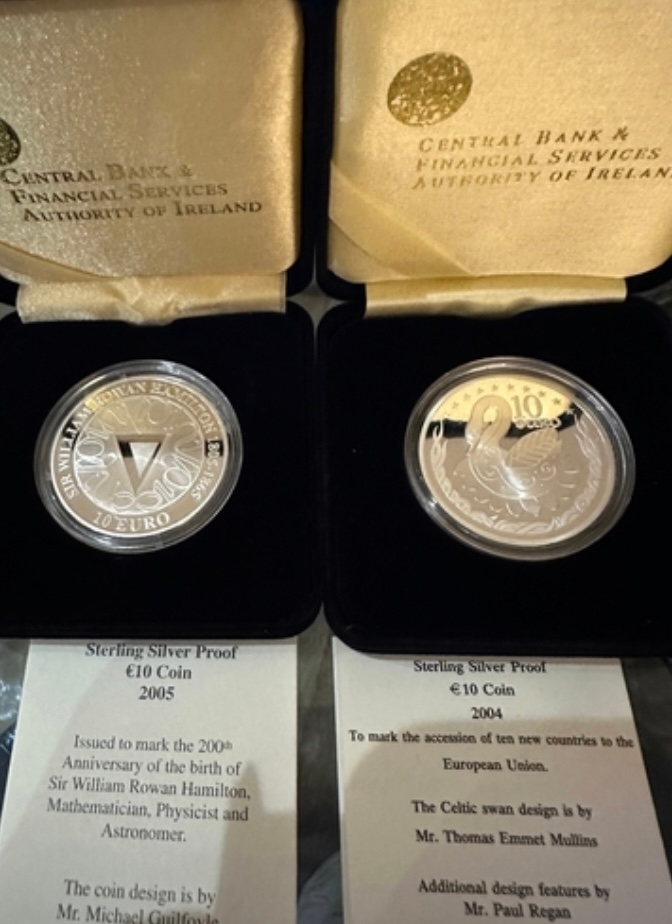 CENTRAL BANK &
FINANCIAL SERVICES
AUTHORITY OF IRELAND
CENTRAL BANK &
FINANCIAL SERVICES
AUTHORITY OF IRELAN
SIR WILLIAM ROWAN HAMILTON 1805-1865
10 EURO
10
EURO
Sterling Silver Proof
€10 Coin
2005
Issued to mark the 200th
Anniversary of the birth of
Sir William Rowan Hamilton,
Mathematician, Physicist and
Astronomer.
The coin design is by
Mr. Michael Guilfoyle
Sterling Silver Proof
€10 Coin
2004
To mark the accession of ten new countries to the
European Union.
The Celtic swan design is by
Mr. Thomas Emmet Mullins
Additional design features by
Mr. Paul Regan